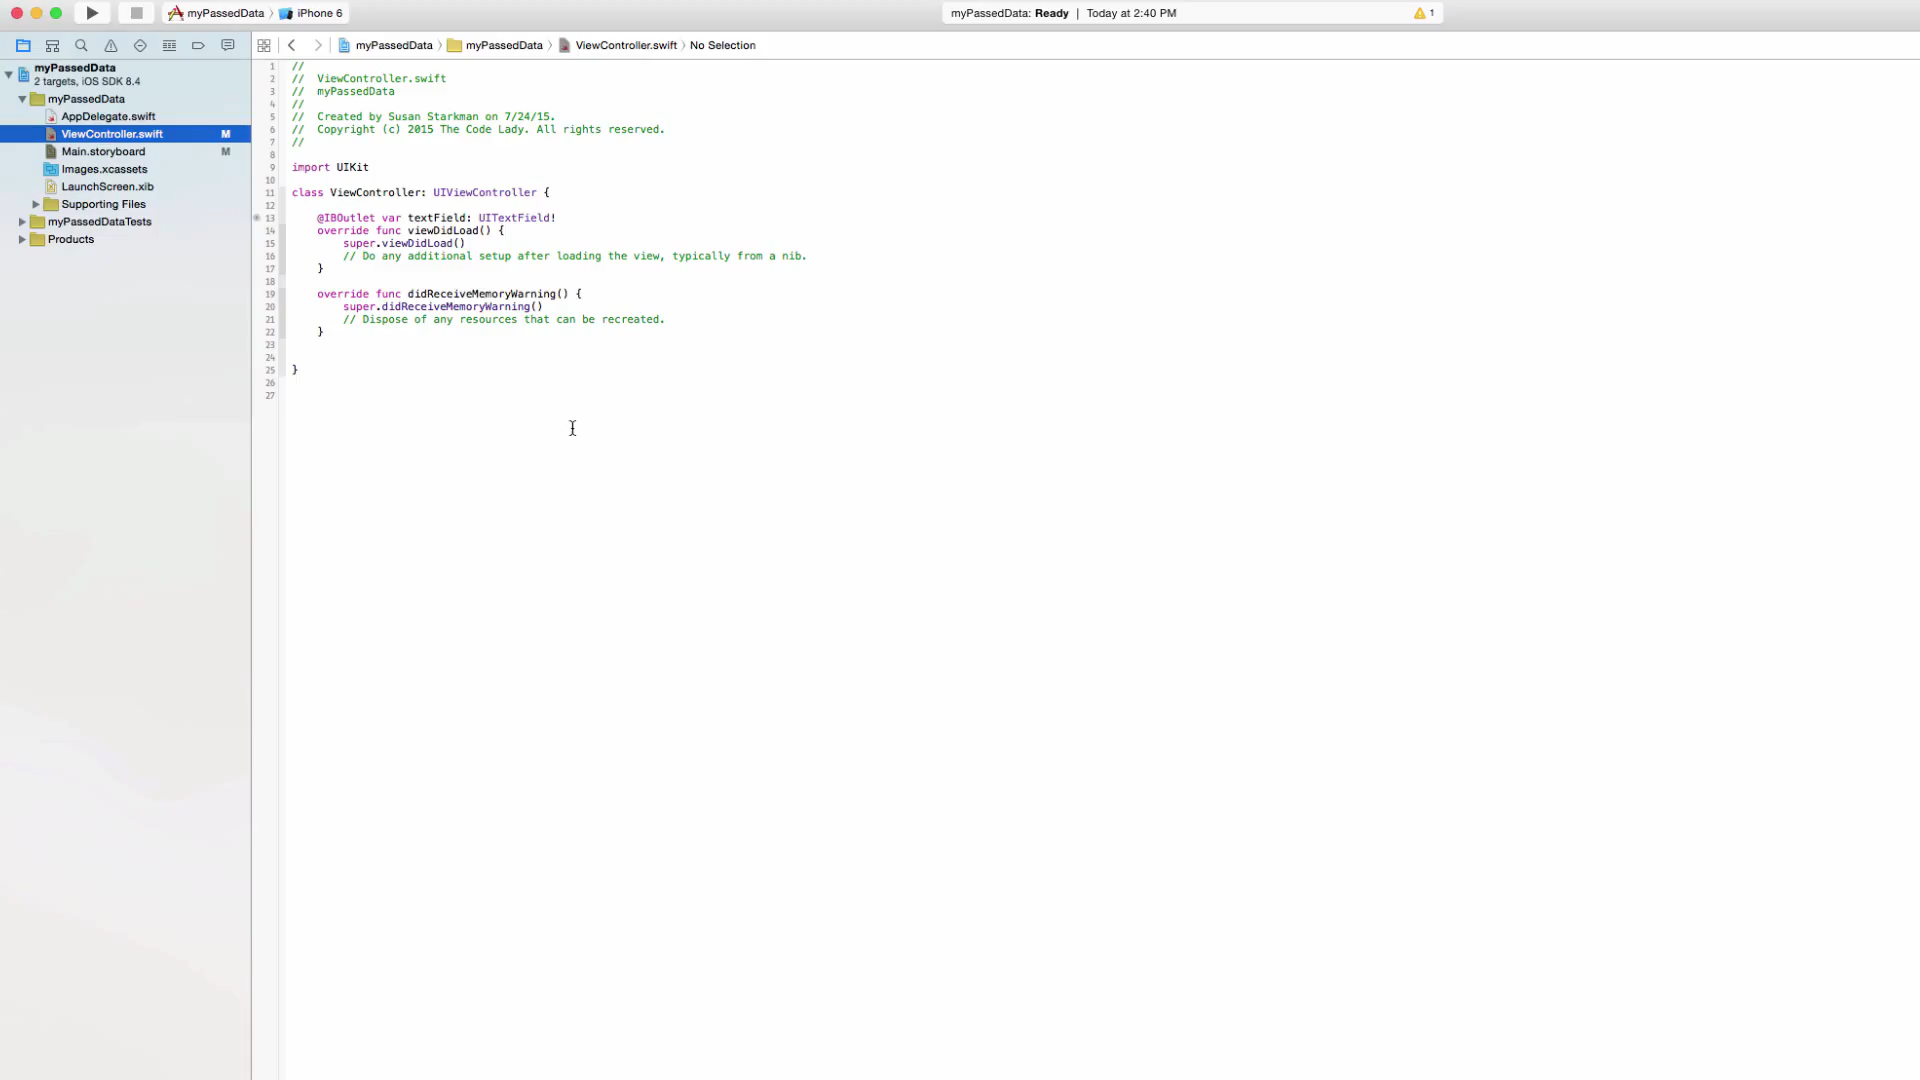 myPassedData 〉 iPhone 6
myPassedData: Ready | Today at 2:40 PM
1
myPassedData 〉 myPassedData 〉 ViewController.swift 〉 No Selection
myPassedData
2 targets, iOS SDK 8.4
myPassedData
AppDelegate.swift
ViewController.swift M
Main.storyboard M
Images.xcassets
LaunchScreen.xib
Supporting Files
myPassedDataTests
Products
1 //
2 //  ViewController.swift
3 //  myPassedData
4 //
5 //  Created by Susan Starkman on 7/24/15.
6 //  Copyright (c) 2015 The Code Lady. All rights reserved.
7 //
8
9 import UIKit
10
11 class ViewController: UIViewController {
12
13     @IBOutlet var textField: UITextField!
14     override func viewDidLoad() {
15         super.viewDidLoad()
16         // Do any additional setup after loading the view, typically from a nib.
17     }
18
19     override func didReceiveMemoryWarning() {
20         super.didReceiveMemoryWarning()
21         // Dispose of any resources that can be recreated.
22     }
23
24
25 }
26
27